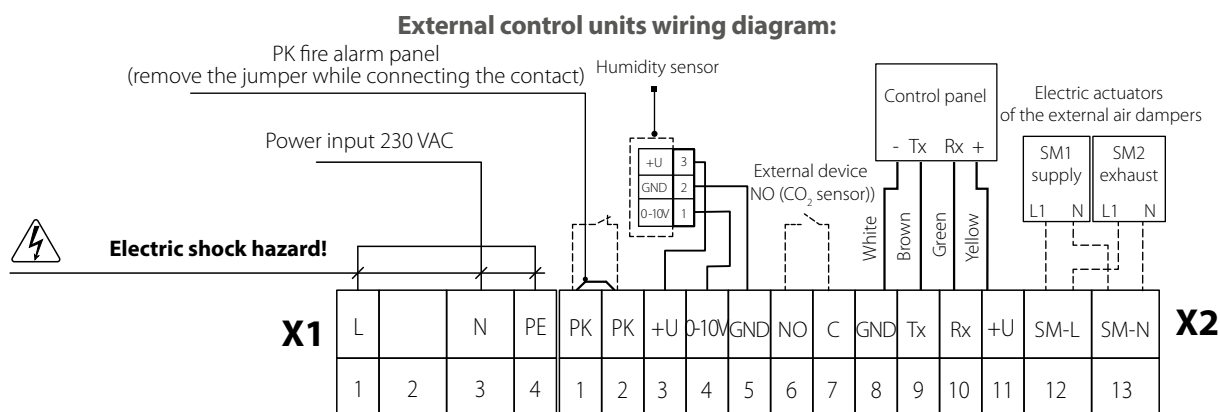 External control units wiring diagram:
PK fire alarm panel
(remove the jumper while connecting the contact)
Humidity sensor
Power input 230 VAC
Electric shock hazard!
+U 3
GND 2
0-10V 1
External device
NO (CO₂ sensor))
Control panel
- Tx Rx +
White
Brown
Green
Yellow
Electric actuators
of the external air dampers
SM1
supply
L1 N
SM2
exhaust
L1 N
X1
L N PE PK PK +U 0-10V GND NO C GND Tx Rx +U SM-L SM-N
X2
1 2 3 4 1 2 3 4 5 6 7 8 9 10 11 12 13